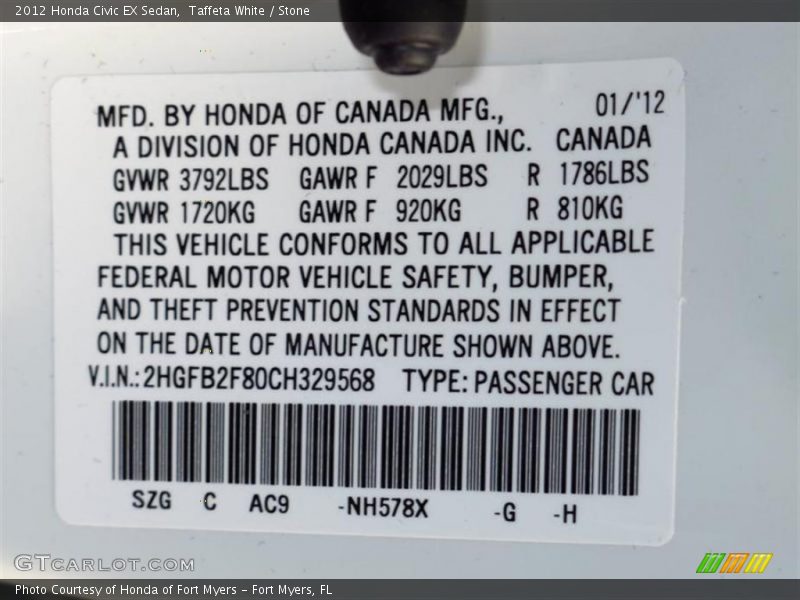 2012 Honda Civic EX Sedan,  Taffeta White / Stone
MFD. BY HONDA OF CANADA MFG., 01/'12
A DIVISION OF HONDA CANADA INC. CANADA
GVWR 3792LBS GAWR F 2029LBS R 1786LBS
GVWR 1720KG GAWR F 920KG R 810KG
THIS VEHICLE CONFORMS TO ALL APPLICABLE
FEDERAL MOTOR VEHICLE SAFETY, BUMPER,
AND THEFT PREVENTION STANDARDS IN EFFECT
ON THE DATE OF MANUFACTURE SHOWN ABOVE.
V.I.N.: 2HGFB2F80CH329568 TYPE: PASSENGER CAR
SZG C AC9 -NH578X -G -H
GTCARLOT.COM
Photo Courtesy of Honda of Fort Myers – Fort Myers, FL